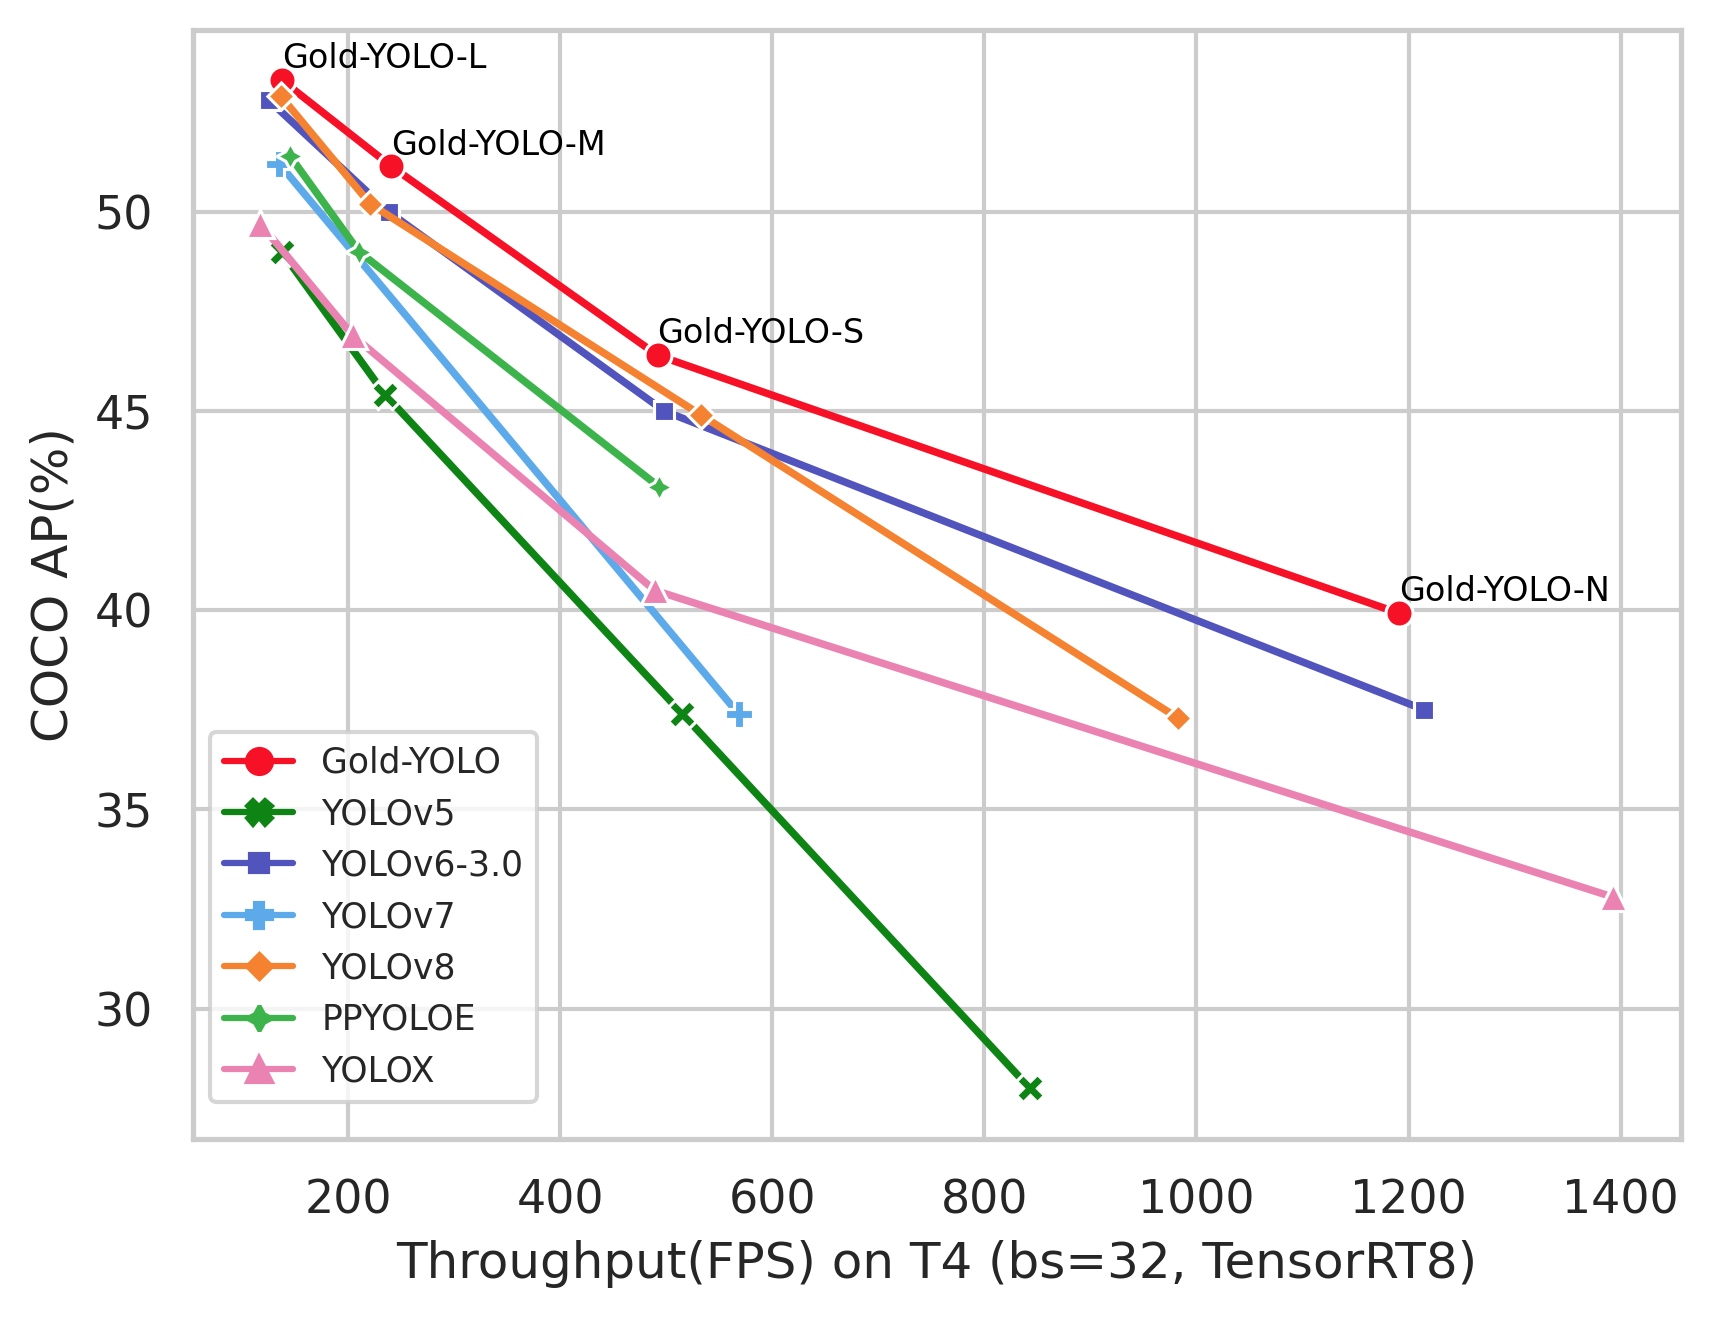 Gold-YOLO-L
Gold-YOLO-M
Gold-YOLO-S
Gold-YOLO-N
50
45
40
35
30
COCO AP(%)
Gold-YOLO
YOLOv5
YOLOv6-3.0
YOLOv7
YOLOv8
PPYOLOE
YOLOX
200 400 600 800 1000 1200 1400
Throughput(FPS) on T4 (bs=32, TensorRT8)